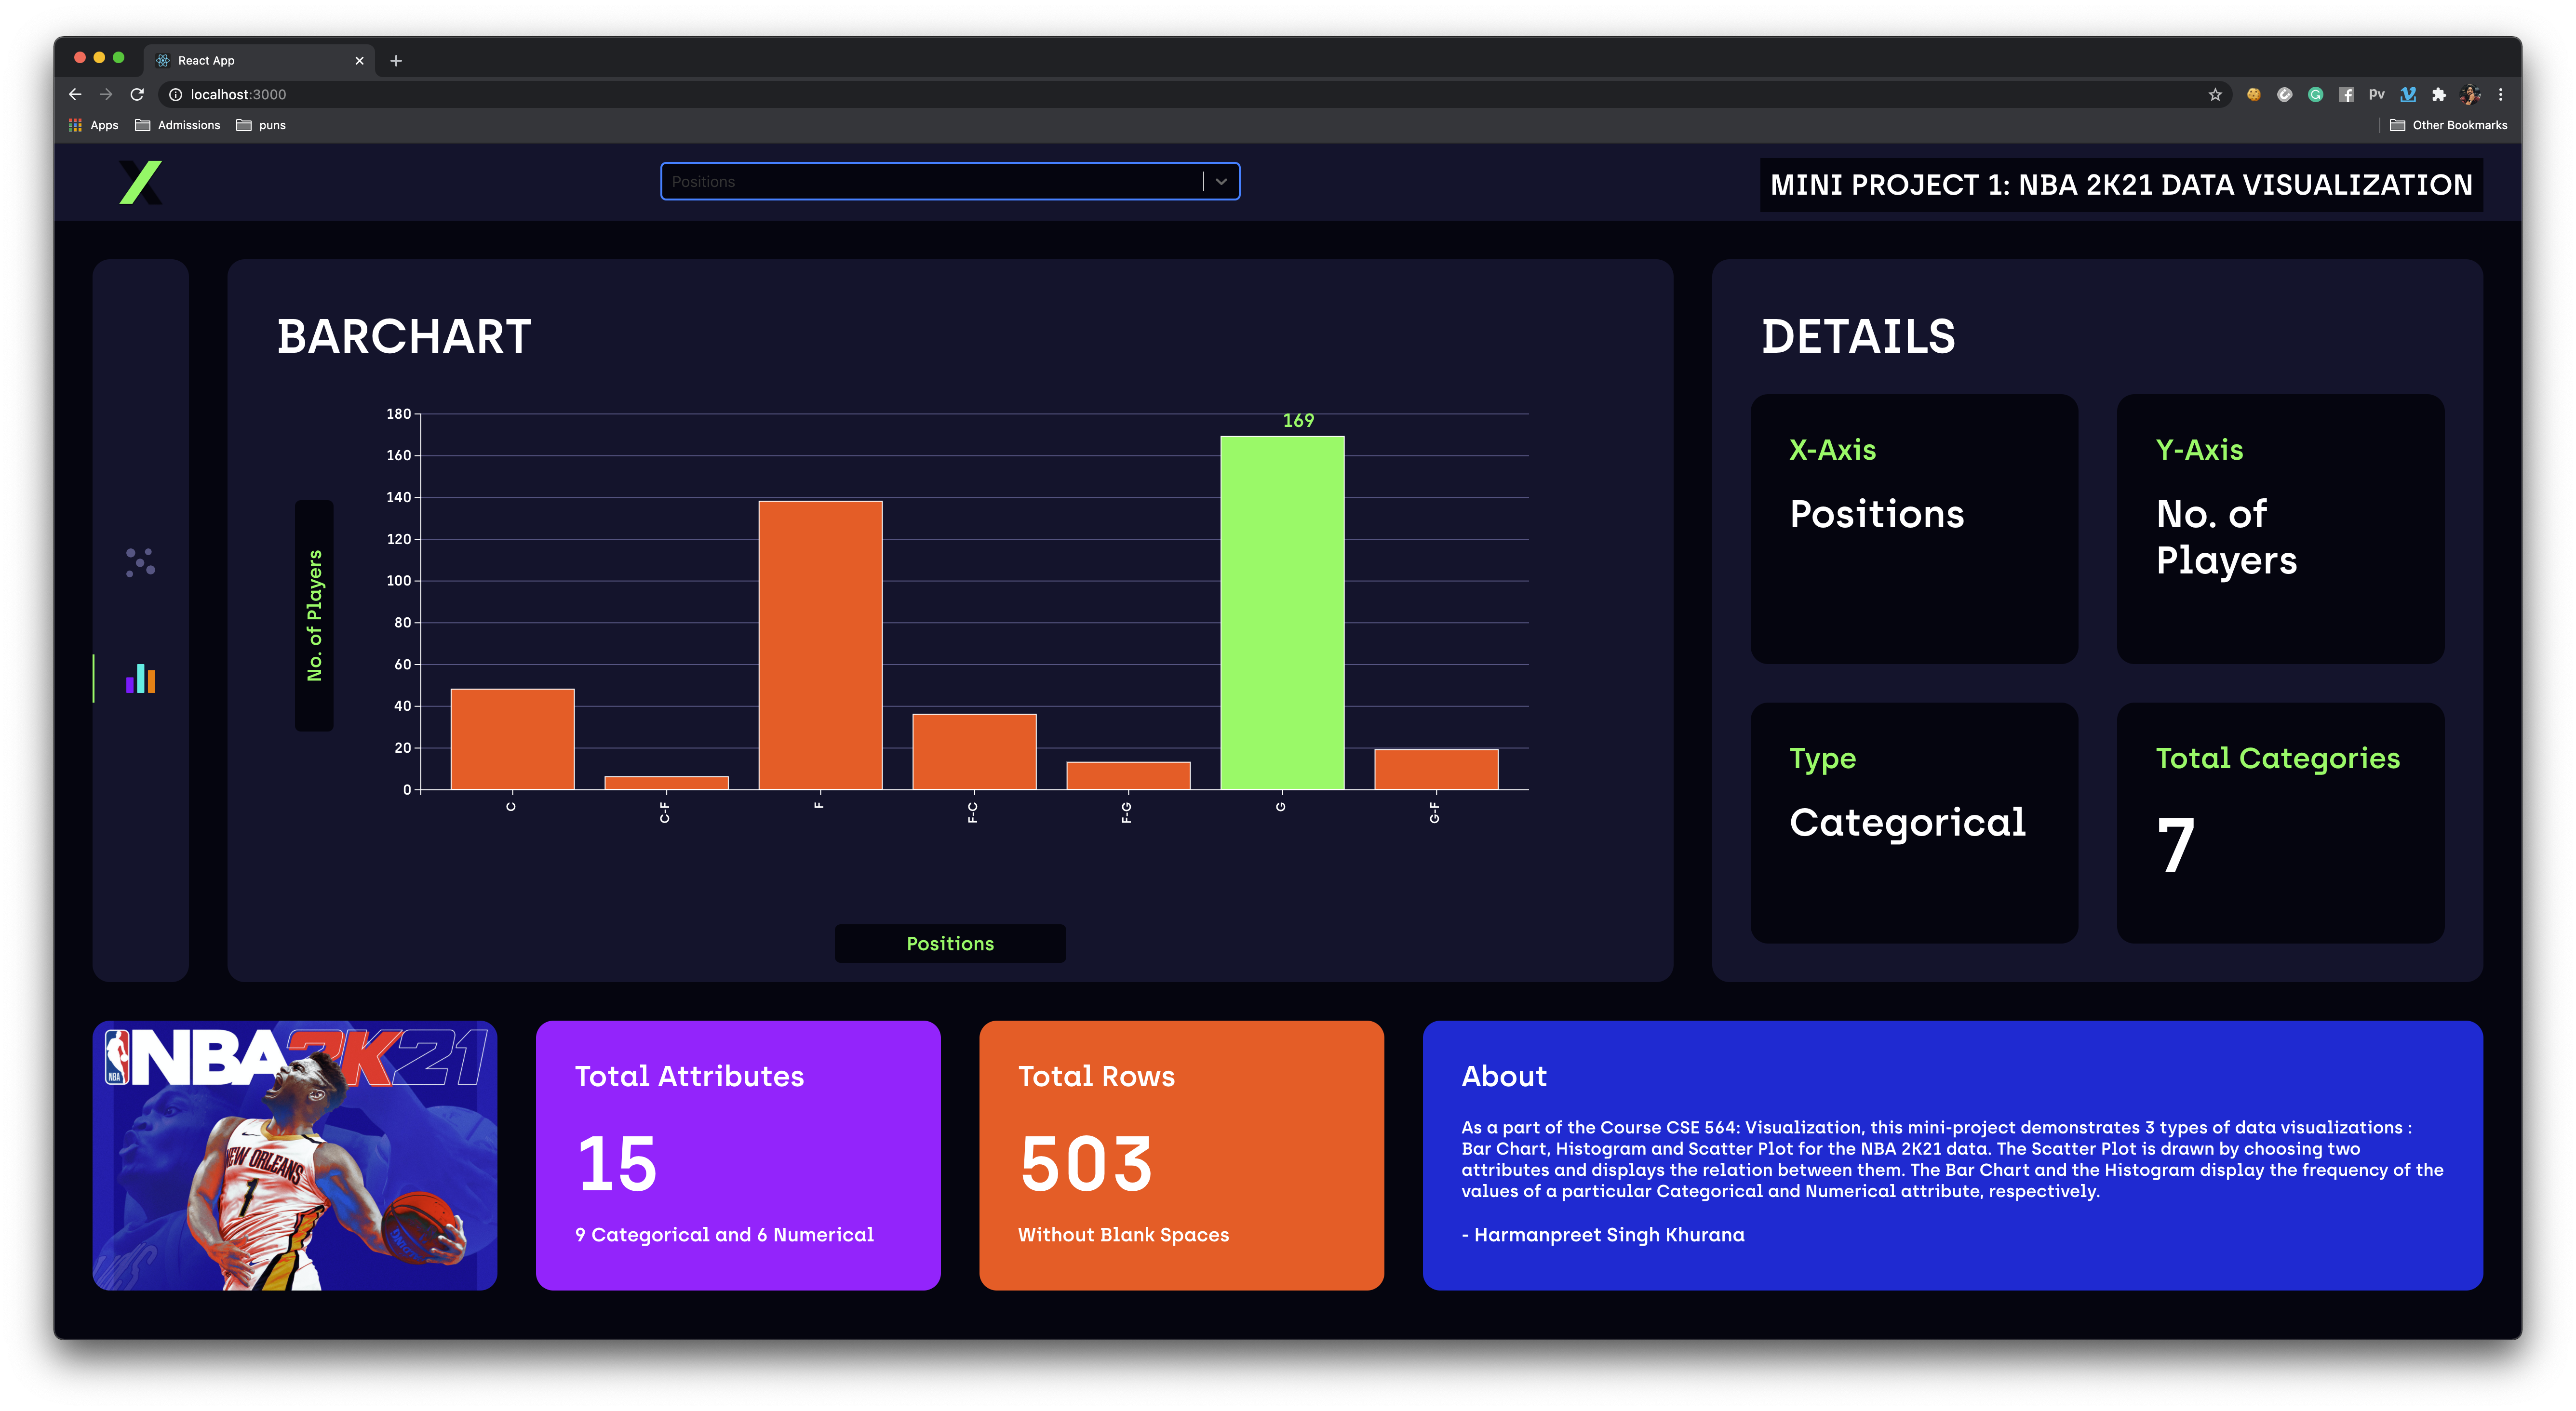 React App
localhost:3000
Apps Admissions puns Other Bookmarks
Positions
MINI PROJECT 1: NBA 2K21 DATA VISUALIZATION
BARCHART
180
160
140
120
100
80
60
40
20
0
169
No. of Players
C C-F F F-C F-G G G-F
Positions
DETAILS
X-Axis
Positions
Y-Axis
No. of
Players
Type
Categorical
Total Categories
7
NBA 2K21
NBA
NEW ORLEANS
1
Total Attributes
15
9 Categorical and 6 Numerical
Total Rows
503
Without Blank Spaces
About
As a part of the Course CSE 564: Visualization, this mini-project demonstrates 3 types of data visualizations :
Bar Chart, Histogram and Scatter Plot for the NBA 2K21 data. The Scatter Plot is drawn by choosing two
attributes and displays the relation between them. The Bar Chart and the Histogram display the frequency of the
values of a particular Categorical and Numerical attribute, respectively.
- Harmanpreet Singh Khurana